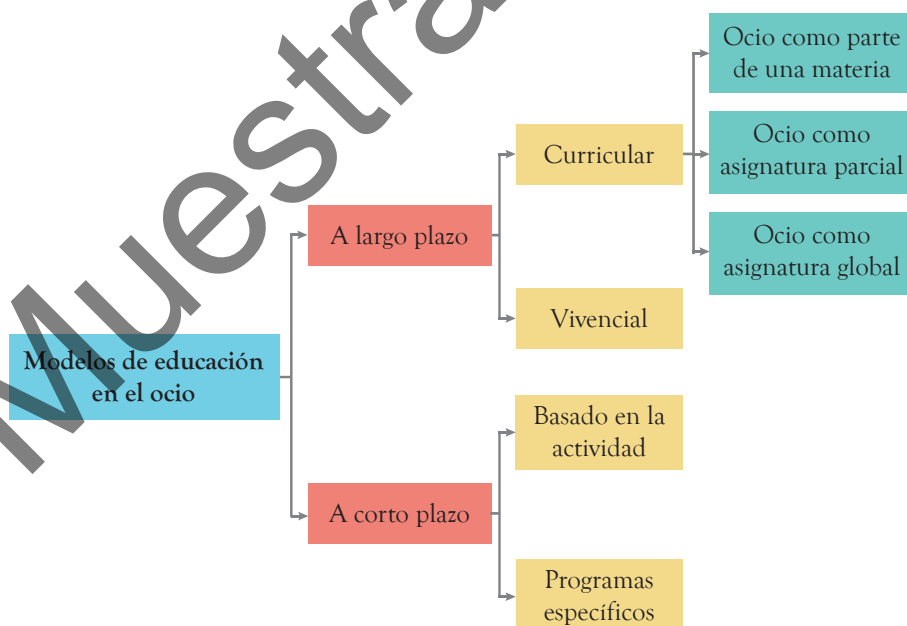 Modelos de educación
en el ocio
A largo plazo
Curricular
Ocio como parte
de una materia
Ocio como
asignatura parcial
Ocio como
asignatura global
Vivencial
A corto plazo
Basado en la
actividad
Programas
específicos
Muestra